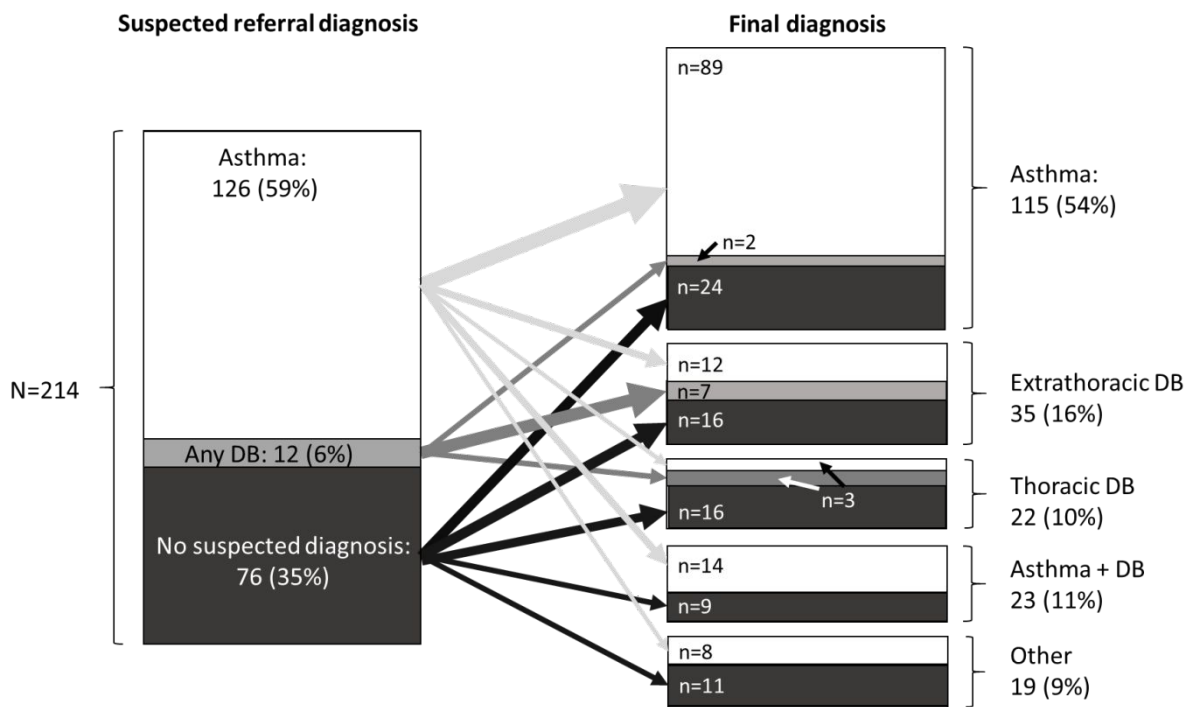 Suspected referral diagnosis
Final diagnosis
N=214
Asthma:
126 (59%)
Any DB: 12 (6%)
No suspected diagnosis:
76 (35%)
n=89
n=2
n=24
Asthma:
115 (54%)
n=12
n=7
n=16
Extrathoracic DB
35 (16%)
n=3
n=16
Thoracic DB
22 (10%)
n=14
n=9
Asthma + DB
23 (11%)
n=8
n=11
Other
19 (9%)